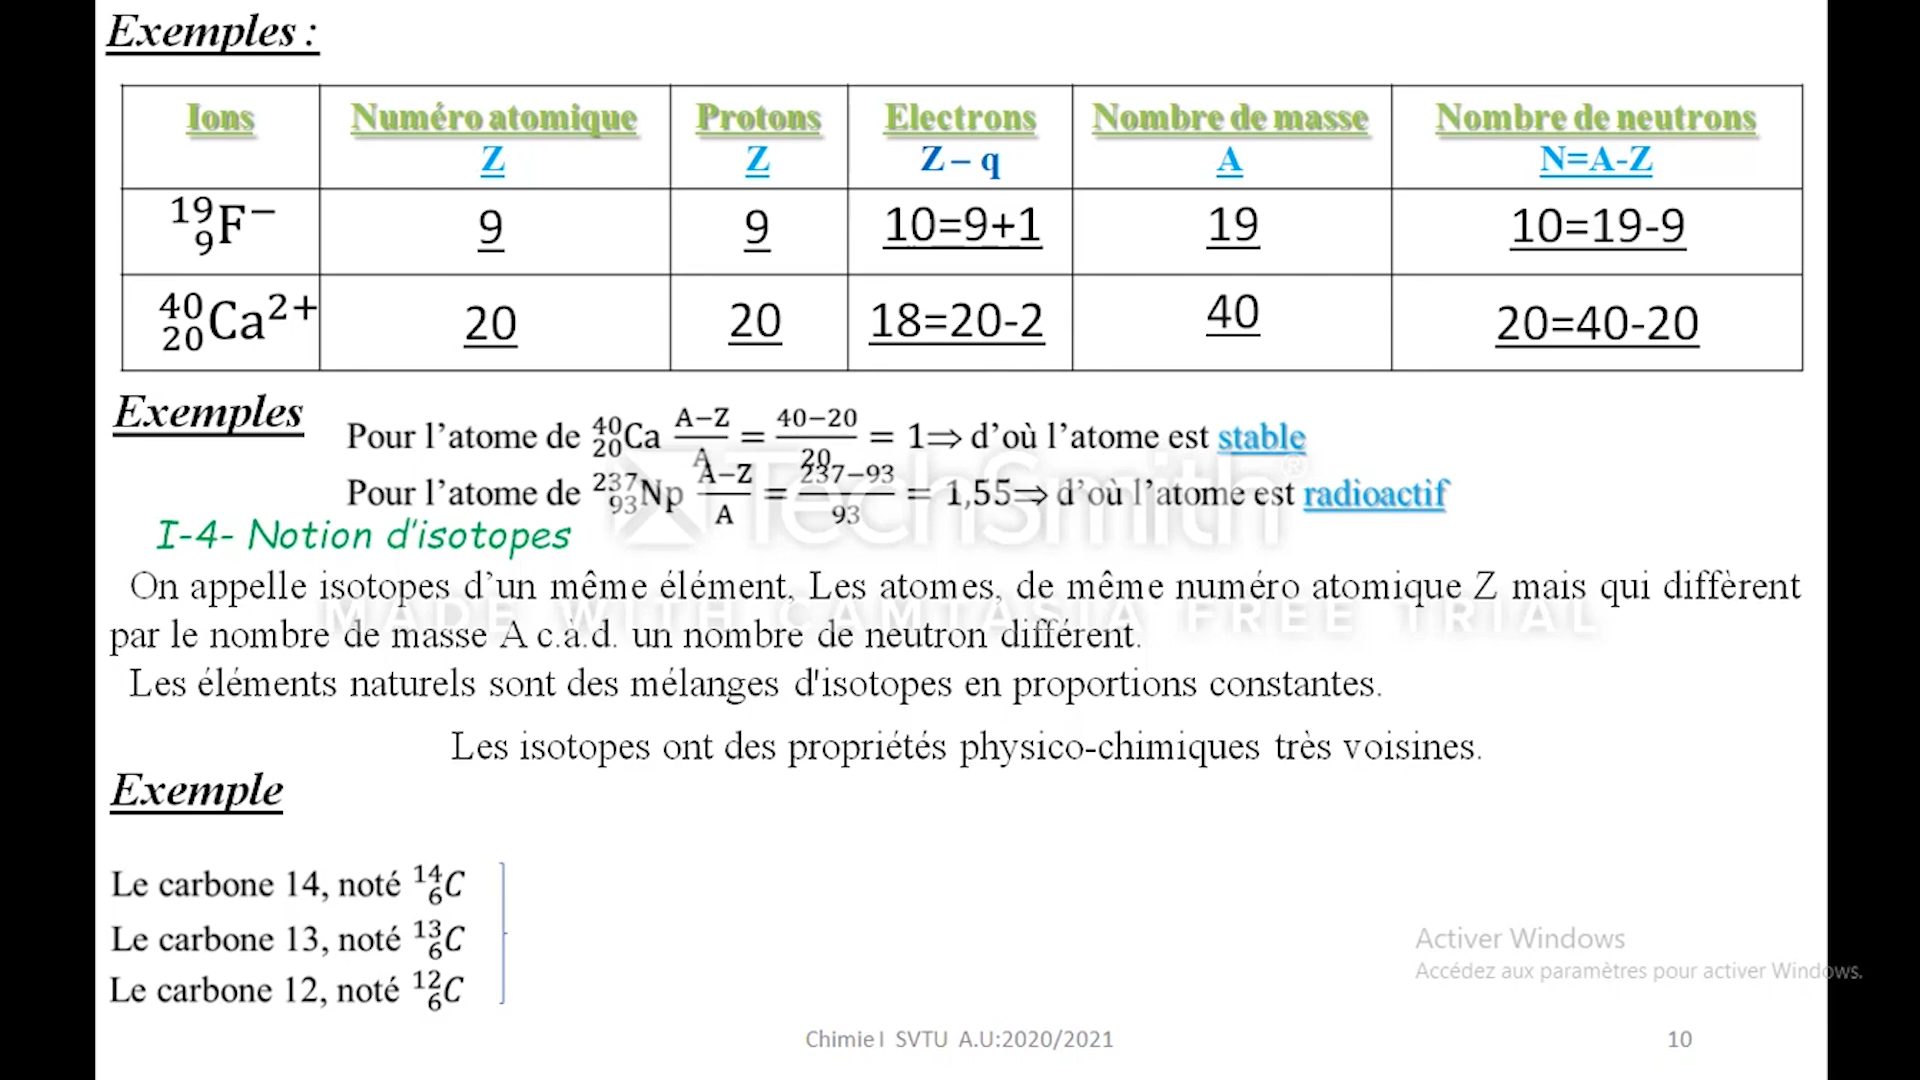 Exemples :
Ions Numéro atomique Protons Electrons Nombre de masse Nombre de neutrons
Z Z Z – q A N=A-Z
¹⁹₉F⁻ 9 9 10=9+1 19 10=19-9
⁴⁰₂₀Ca²⁺ 20 20 18=20-2 40 20=40-20
Exemples
Pour l’atome de ⁴⁰₂₀Ca (A−Z)/A = (40−20)/20 = 1⇒ d’où l’atome est stable
Pour l’atome de ²³⁷₉₃Np (A−Z)/A = (237−93)/93 = 1,55⇒ d’où l’atome est radioactif
TechSmith®
I-4- Notion d’isotopes
On appelle isotopes d’un même élément, Les atomes, de même numéro atomique Z mais qui diffèrent
MADE WITH CAMTASIA FREE TRIAL
par le nombre de masse A c.à.d. un nombre de neutron différent.
Les éléments naturels sont des mélanges d'isotopes en proportions constantes.
Les isotopes ont des propriétés physico-chimiques très voisines.
Exemple
Le carbone 14, noté ¹⁴₆C
Le carbone 13, noté ¹³₆C
Le carbone 12, noté ¹²₆C
Activer Windows
Accédez aux paramètres pour activer Windows.
Chimie I SVTU A.U:2020/2021
10